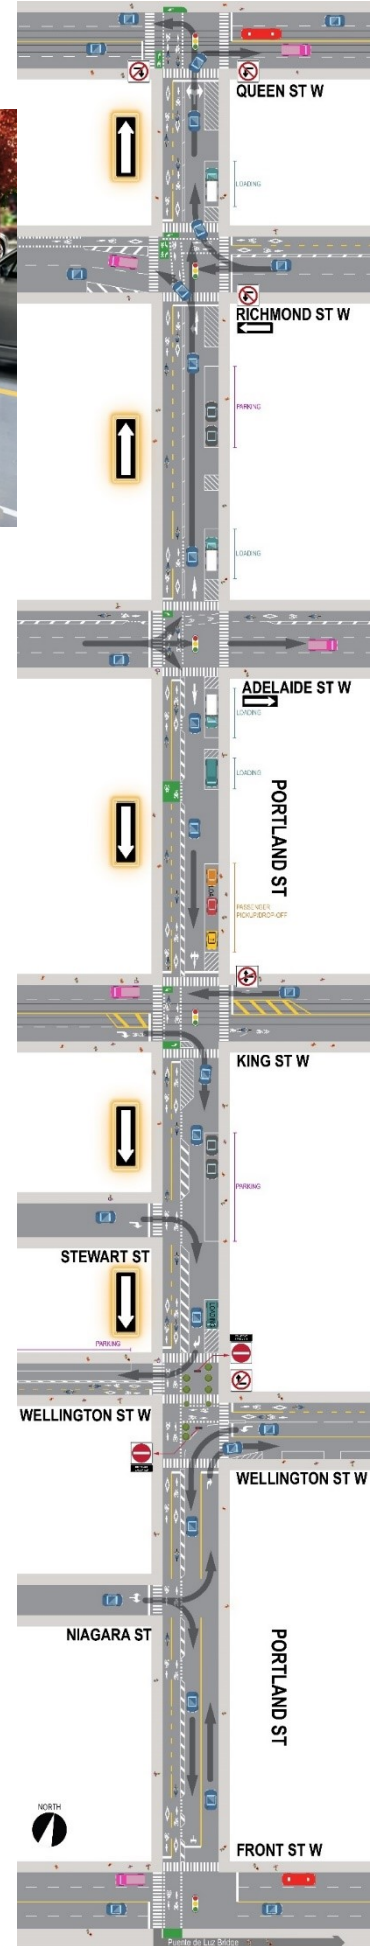 QUEEN ST W
LOADING
RICHMOND ST W
PARKING
LOADING
ADELAIDE ST W
LOADING
LOADING
PORTLAND ST
PASSENGER
PICKUP/DROP-OFF
KING ST W
PARKING
STEWART ST
LOADING
PARKING
WELLINGTON ST W
WELLINGTON ST W
NIAGARA ST
PORTLAND ST
NORTH
FRONT ST W
Puente de Luz Bridge